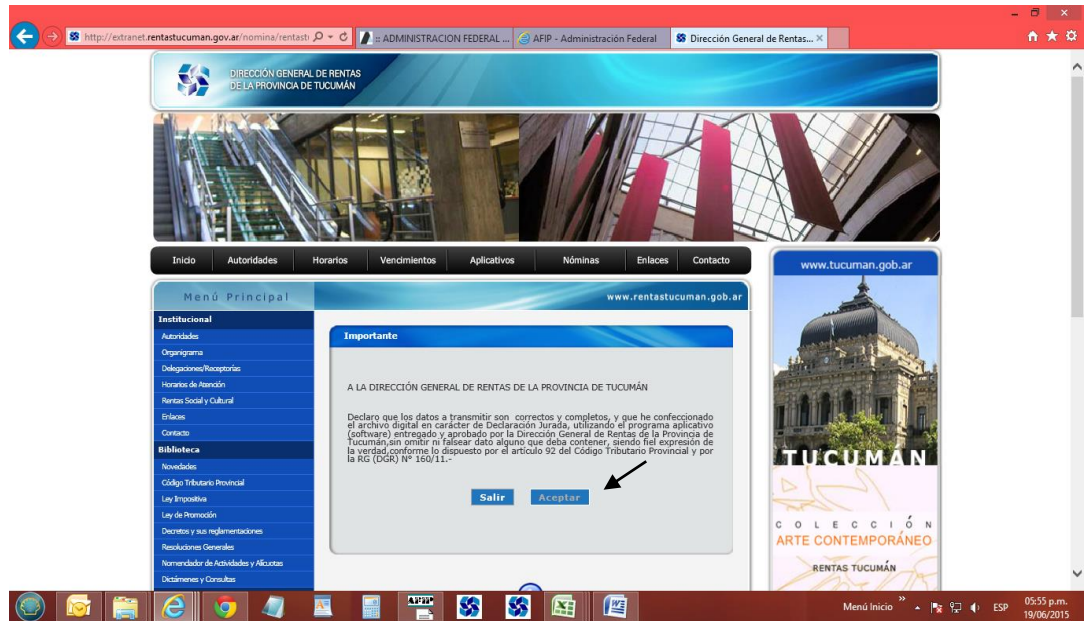 http://extranet.rentastucuman.gov.ar/nomina/rentast
:: ADMINISTRACION FEDERAL ...
AFIP - Administración Federal
Dirección General de Rentas...
DIRECCIÓN GENERAL DE RENTAS
DE LA PROVINCIA DE TUCUMÁN
Inicio Autoridades Horarios Vencimientos Aplicativos Nóminas Enlaces Contacto
www.tucuman.gob.ar
Menú Principal
www.rentastucuman.gob.ar
Institucional
Autoridades
Organigrama
Delegaciones/Receptorías
Horarios de Atención
Rentas Social y Cultural
Enlaces
Contacto
Biblioteca
Novedades
Código Tributario Provincial
Ley Impositiva
Ley de Promoción
Decretos y sus reglamentaciones
Resoluciones Generales
Nomendador de Actividades y Alícuotas
Dictámenes y Consultas
Importante
A LA DIRECCIÓN GENERAL DE RENTAS DE LA PROVINCIA DE TUCUMÁN
Declaro que los datos a transmitir son correctos y completos, y que he confeccionado
el archivo digital en carácter de Declaración Jurada, utilizando el programa aplicativo
(software) entregado y aprobado por la Dirección General de Rentas de la Provincia de
Tucumán,sin omitir ni falsear dato alguno que deba contener, siendo fiel expresión de
la verdad,conforme lo dispuesto por el artículo 92 del Código Tributario Provincial y por
la RG (DGR) Nº 160/11.-
Salir Aceptar
TUCUMÁN
COLECCIÓN
ARTE CONTEMPORÁNEO
RENTAS TUCUMÁN
AFIP
Menú Inicio
ESP
05:55 p.m.
19/06/2015